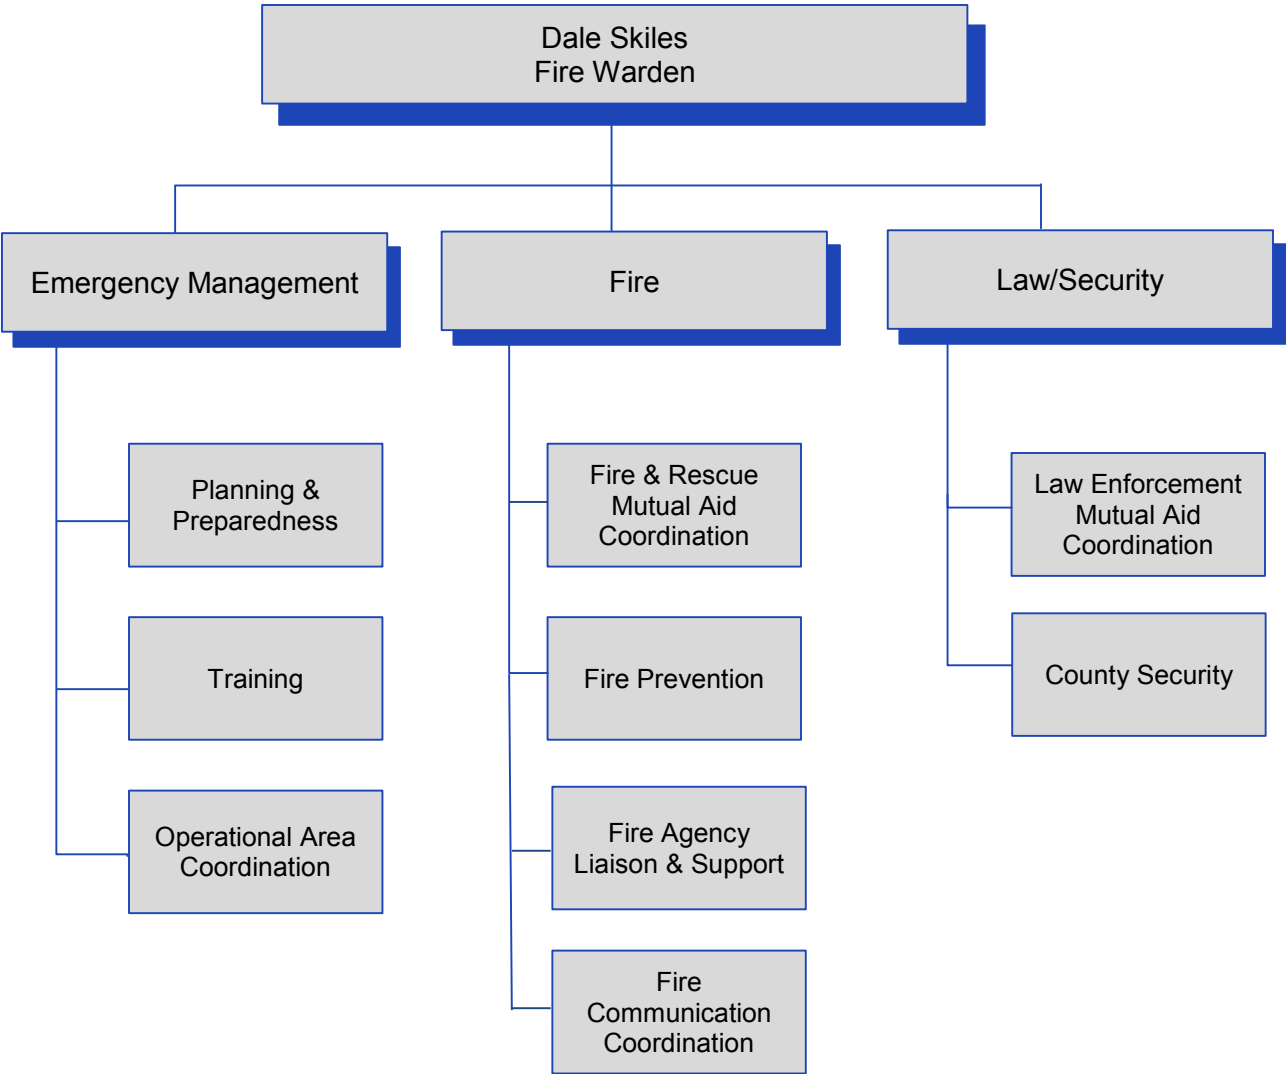 Dale Skiles
Fire Warden
Emergency Management
Fire
Law/Security
Planning &
Preparedness
Training
Operational Area
Coordination
Fire & Rescue
Mutual Aid
Coordination
Fire Prevention
Fire Agency
Liaison & Support
Fire
Communication
Coordination
Law Enforcement
Mutual Aid
Coordination
County Security